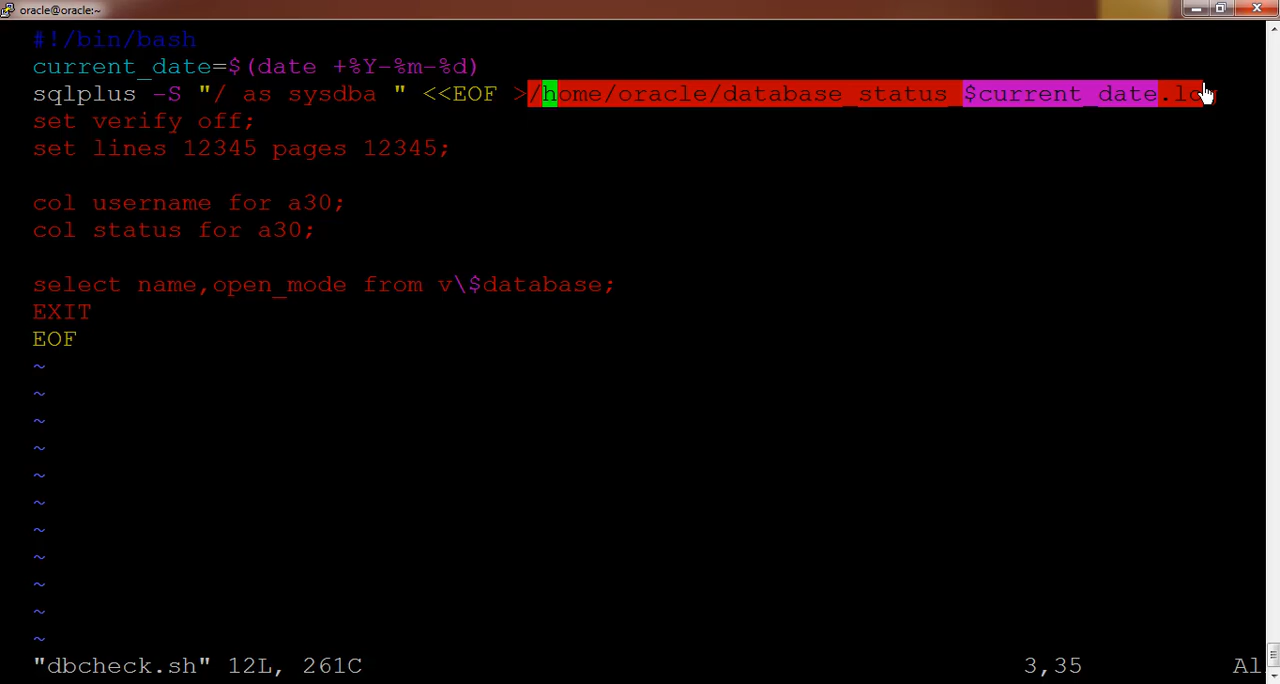 oracle@oracle:~
#!/bin/bash
current_date=$(date +%Y-%m-%d)
sqlplus -S "/ as sysdba " <<EOF >/home/oracle/database_status_$current_date.log
set verify off;
set lines 12345 pages 12345;
col username for a30;
col status for a30;
select name,open_mode from v\$database;
EXIT
EOF
~
~
~
~
~
~
~
~
~
~
~
"dbcheck.sh" 12L, 261C 3,35 Al